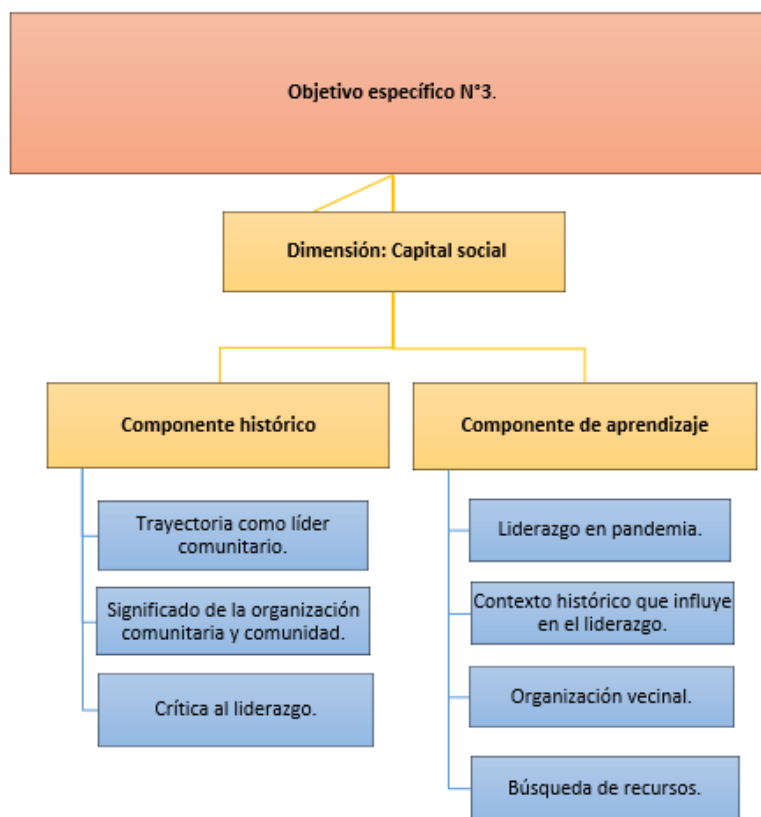 Objetivo específico N°3.
Dimensión: Capital social
Componente histórico
Trayectoria como líder
comunitario.
Significado de la organización
comunitaria y comunidad.
Crítica al liderazgo.
Componente de aprendizaje
Liderazgo en pandemia.
Contexto histórico que influye
en el liderazgo.
Organización vecinal.
Búsqueda de recursos.